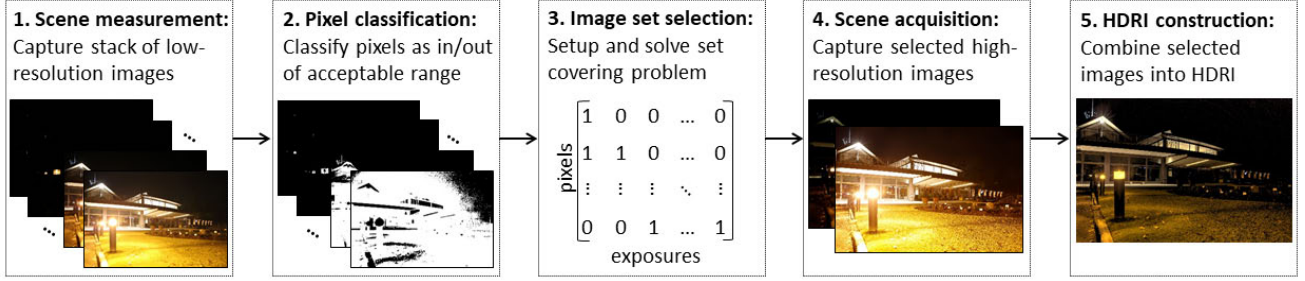 1. Scene measurement:
Capture stack of low-
resolution images
2. Pixel classification:
Classify pixels as in/out
of acceptable range
3. Image set selection:
Setup and solve set
covering problem
pixels
1 0 0 ... 0
1 1 0 ... 0
⋮ ⋮ ⋮ ⋱ ⋮
0 0 1 ... 1
exposures
4. Scene acquisition:
Capture selected high-
resolution images
5. HDRI construction:
Combine selected
images into HDRI